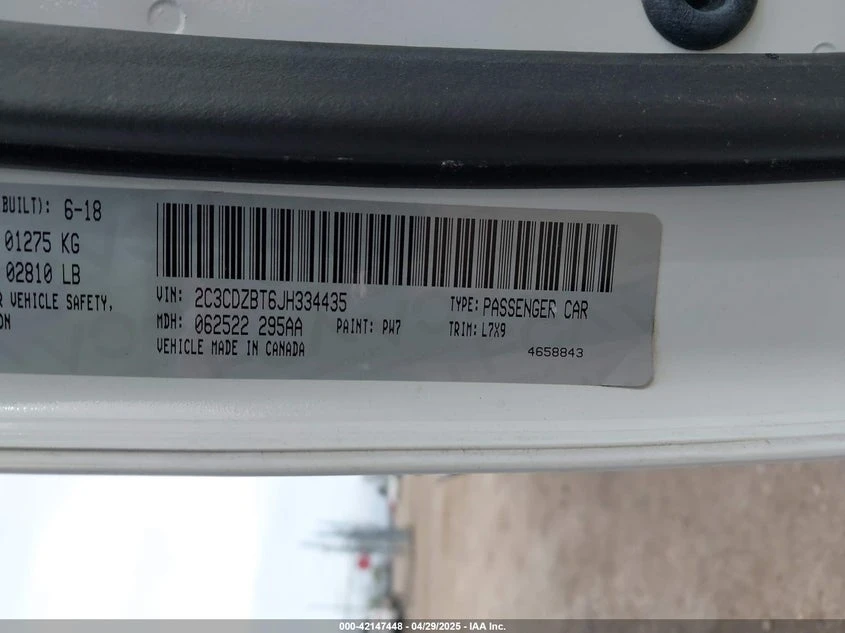 BUILT): 6-18
01275 KG
02810 LB
VEHICLE SAFETY,
VIN: 2C3CDZBT6JH334435
TYPE: PASSENGER CAR
MDH: 062522 295AA
PAINT: PW7
TRIM: L7X9
VEHICLE MADE IN CANADA
4658843
000-42147448 - 04/29/2025 - IAA Inc.